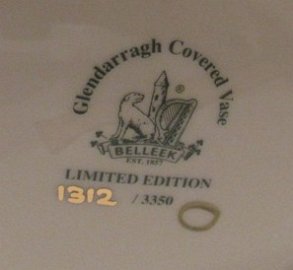 Glendarragh Covered Vase
®
BELLEEK
EST. 1857
LIMITED EDITION
1312 / 3350